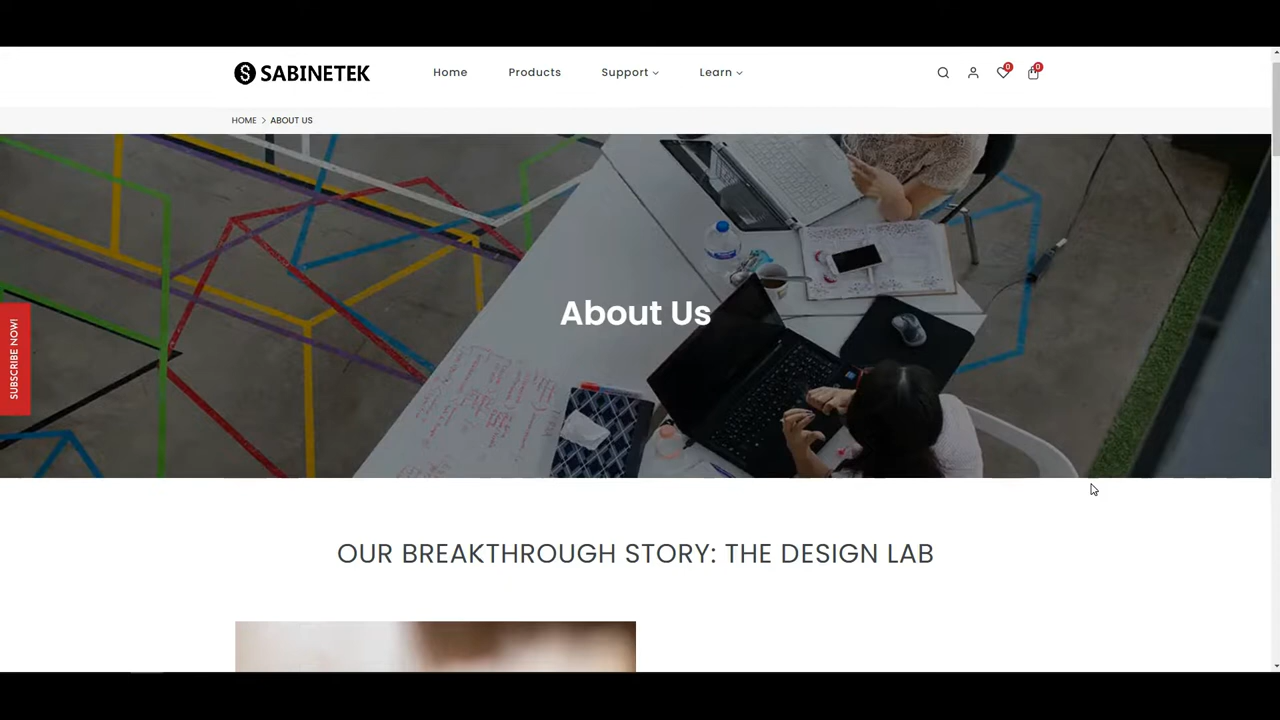 SABINETEK
Home
Products
Support
Learn
0
0
HOME > ABOUT US
About Us
SUBSCRIBE NOW!
OUR BREAKTHROUGH STORY: THE DESIGN LAB